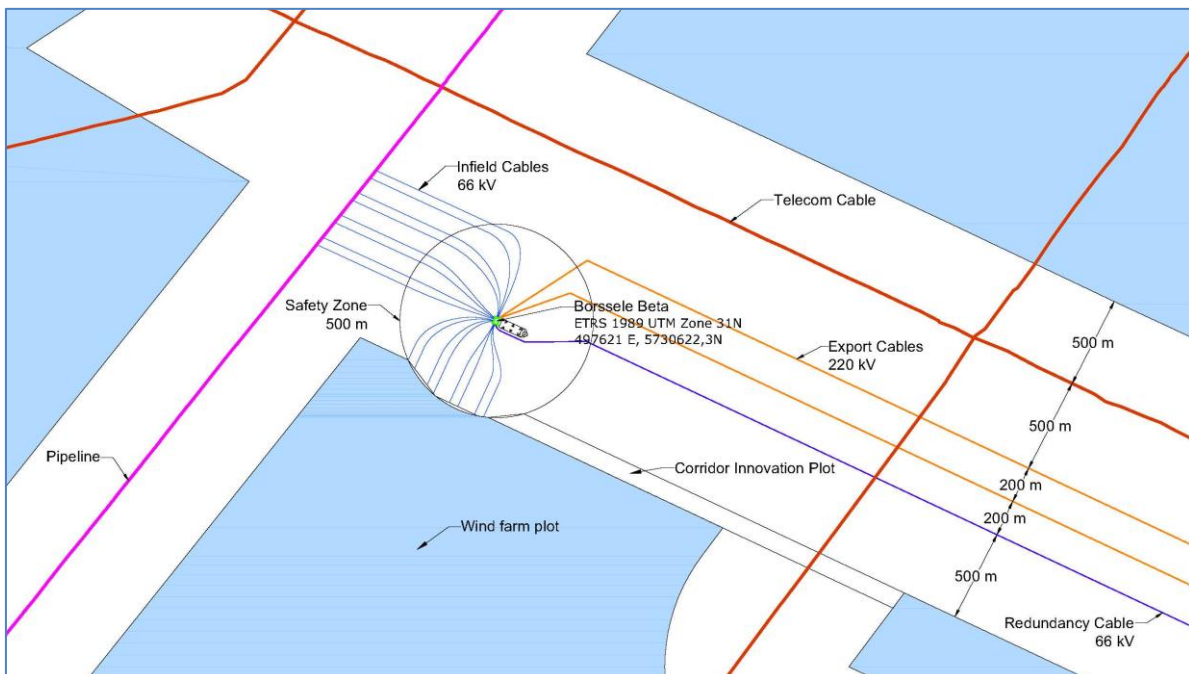 Infield Cables
66 kV
Telecom Cable
Safety Zone
500 m
Borssele Beta
ETRS 1989 UTM Zone 31N
497621 E, 5730622,3N
Export Cables
220 kV
500 m
500 m
Pipeline
Corridor Innovation Plot
200 m
200 m
Wind farm plot
500 m
Redundancy Cable
66 kV